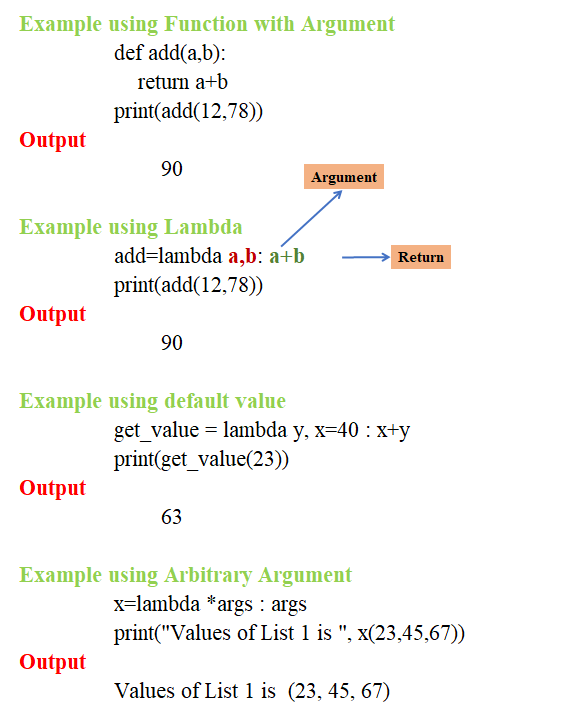 Example using Function with Argument
def add(a,b):
return a+b
print(add(12,78))
Output
90
Argument
Example using Lambda
add=lambda a,b: a+b
Return
print(add(12,78))
Output
90
Example using default value
get_value = lambda y, x=40 : x+y
print(get_value(23))
Output
63
Example using Arbitrary Argument
x=lambda *args : args
print("Values of List 1 is ", x(23,45,67))
Output
Values of List 1 is  (23, 45, 67)